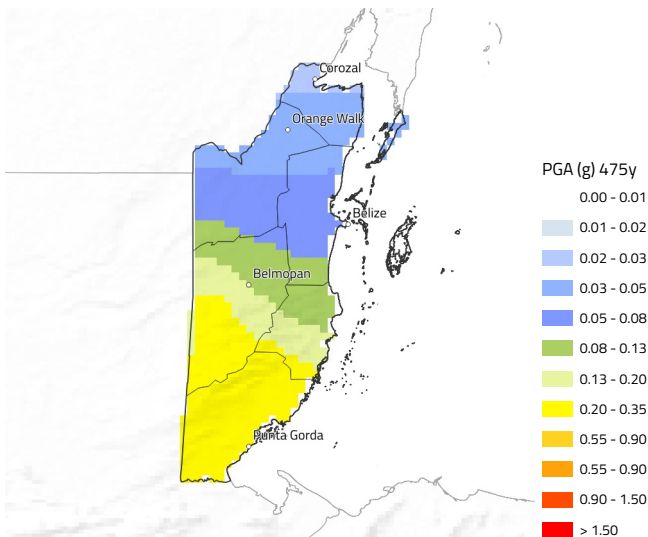 Corozal
Orange Walk
Belize
Belmopan
Punta Gorda
PGA (g) 475y
0.00 - 0.01
0.01 - 0.02
0.02 - 0.03
0.03 - 0.05
0.05 - 0.08
0.08 - 0.13
0.13 - 0.20
0.20 - 0.35
0.55 - 0.90
0.55 - 0.90
0.90 - 1.50
> 1.50